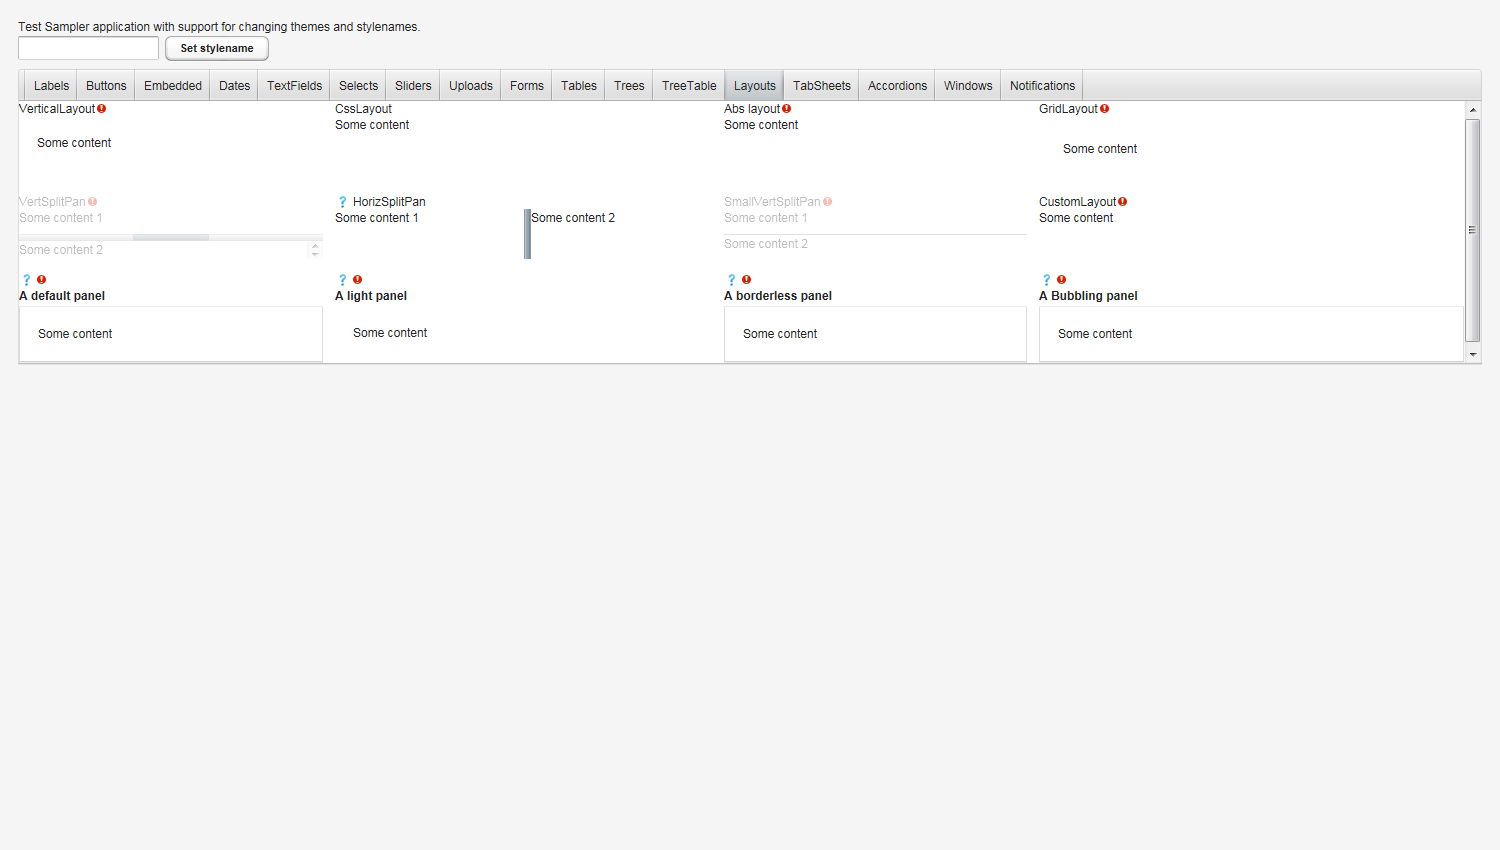 Test Sampler application with support for changing themes and stylenames.
Set stylename
Labels Buttons Embedded Dates TextFields Selects Sliders Uploads Forms Tables Trees TreeTable Layouts TabSheets Accordions Windows Notifications
VerticalLayout CssLayout Abs layout GridLayout
Some content Some content
Some content Some content
VertSplitPan ? HorizSplitPan SmallVertSplitPan CustomLayout
Some content 1 Some content 1 Some content 2 Some content 1 Some content
Some content 2 Some content 2
? ? ? ?
A default panel A light panel A borderless panel A Bubbling panel
Some content Some content Some content Some content